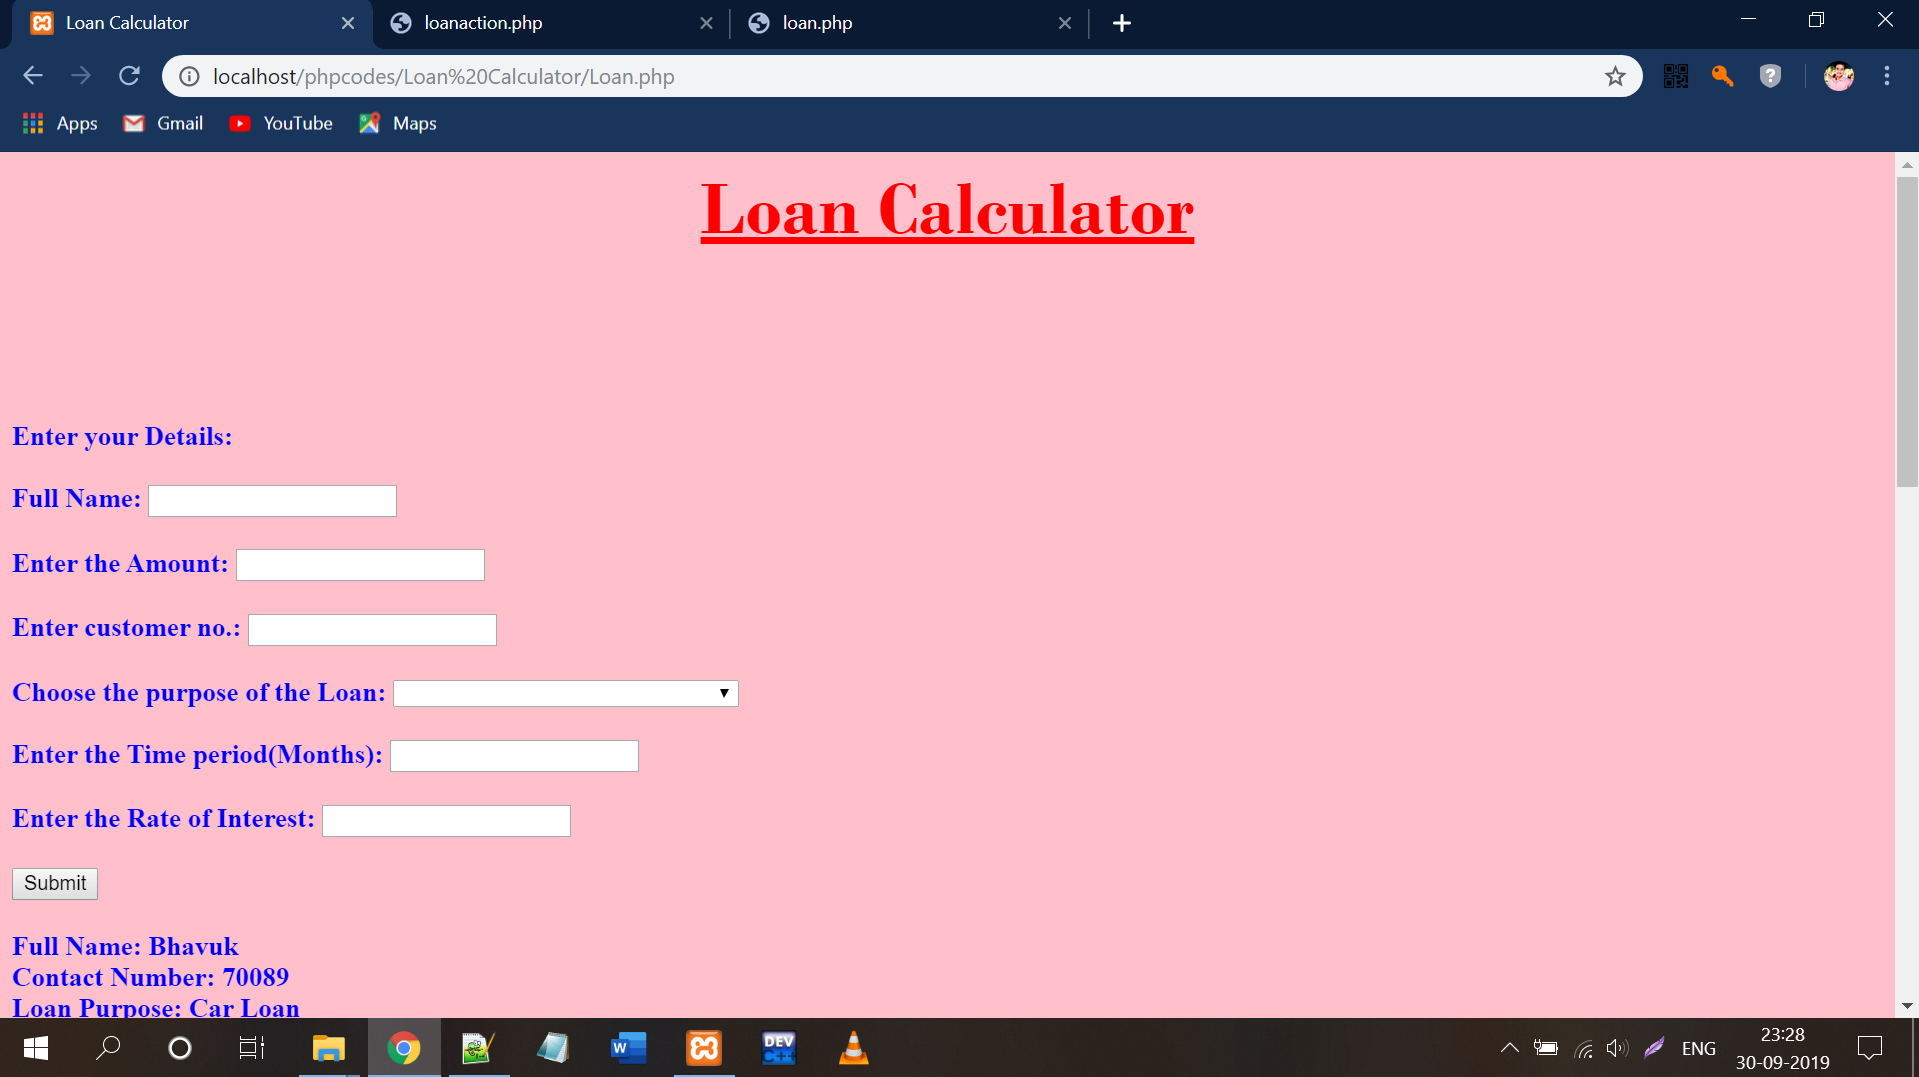 Loan Calculator
loanaction.php
loan.php
localhost/phpcodes/Loan%20Calculator/Loan.php
Apps
Gmail
YouTube
Maps
Loan Calculator
Enter your Details:
Full Name:
Enter the Amount:
Enter customer no.:
Choose the purpose of the Loan:
Enter the Time period(Months):
Enter the Rate of Interest:
Submit
Full Name: Bhavuk
Contact Number: 70089
Loan Purpose: Car Loan
W
DEV
C++
ENG
23:28
30-09-2019